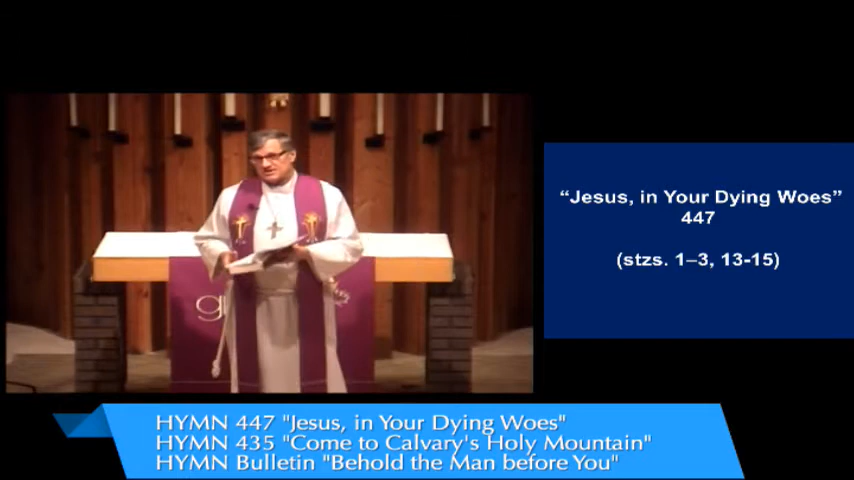 “Jesus, in Your Dying Woes”
447
(stzs. 1–3, 13-15)
HYMN 447 "Jesus, in Your Dying Woes"
HYMN 435 "Come to Calvary's Holy Mountain"
HYMN Bulletin "Behold the Man before You"